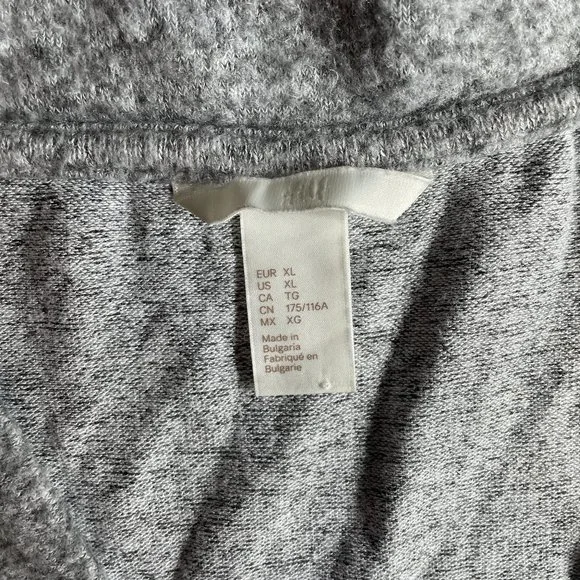 EUR XL
US XL
CA TG
CN 175/116A
MX XG
Made in
Bulgaria
Fabriqué en
Bulgarie